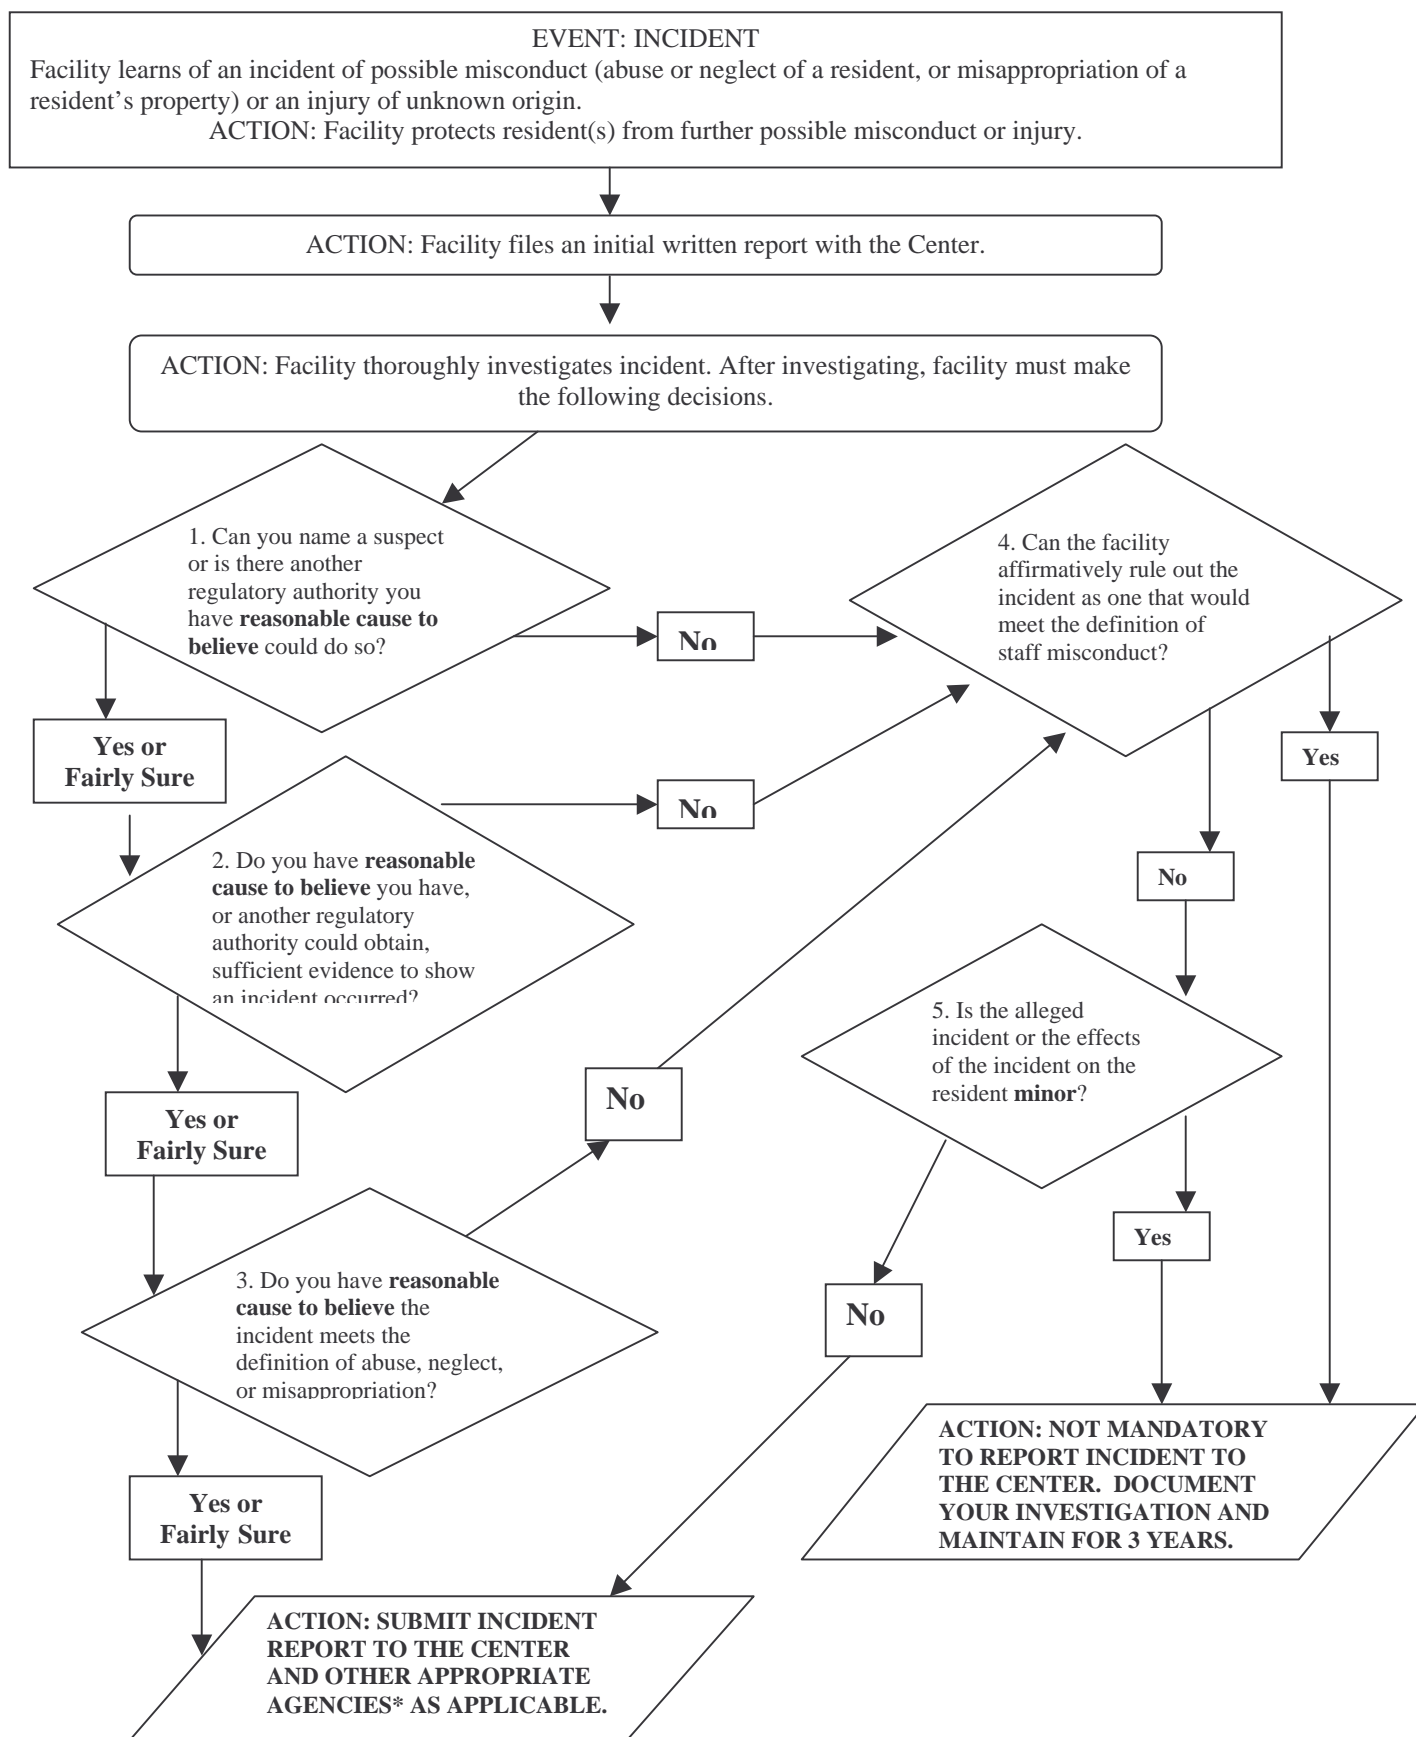 EVENT: INCIDENT
Facility learns of an incident of possible misconduct (abuse or neglect of a resident, or misappropriation of a
resident’s property) or an injury of unknown origin.
ACTION: Facility protects resident(s) from further possible misconduct or injury.
ACTION: Facility files an initial written report with the Center.
ACTION: Facility thoroughly investigates incident. After investigating, facility must make
the following decisions.
1. Can you name a suspect
or is there another
regulatory authority you
have reasonable cause to
believe could do so?
No
4. Can the facility
affirmatively rule out the
incident as one that would
meet the definition of
staff misconduct?
Yes or
Fairly Sure
Yes
No
2. Do you have reasonable
cause to believe you have,
or another regulatory
authority could obtain,
sufficient evidence to show
an incident occurred?
No
5. Is the alleged
incident or the effects
of the incident on the
resident minor?
No
Yes or
Fairly Sure
Yes
3. Do you have reasonable
cause to believe the
incident meets the
definition of abuse, neglect,
or misappropriation?
No
ACTION: NOT MANDATORY
TO REPORT INCIDENT TO
THE CENTER. DOCUMENT
YOUR INVESTIGATION AND
MAINTAIN FOR 3 YEARS.
Yes or
Fairly Sure
ACTION: SUBMIT INCIDENT
REPORT TO THE CENTER
AND OTHER APPROPRIATE
AGENCIES* AS APPLICABLE.